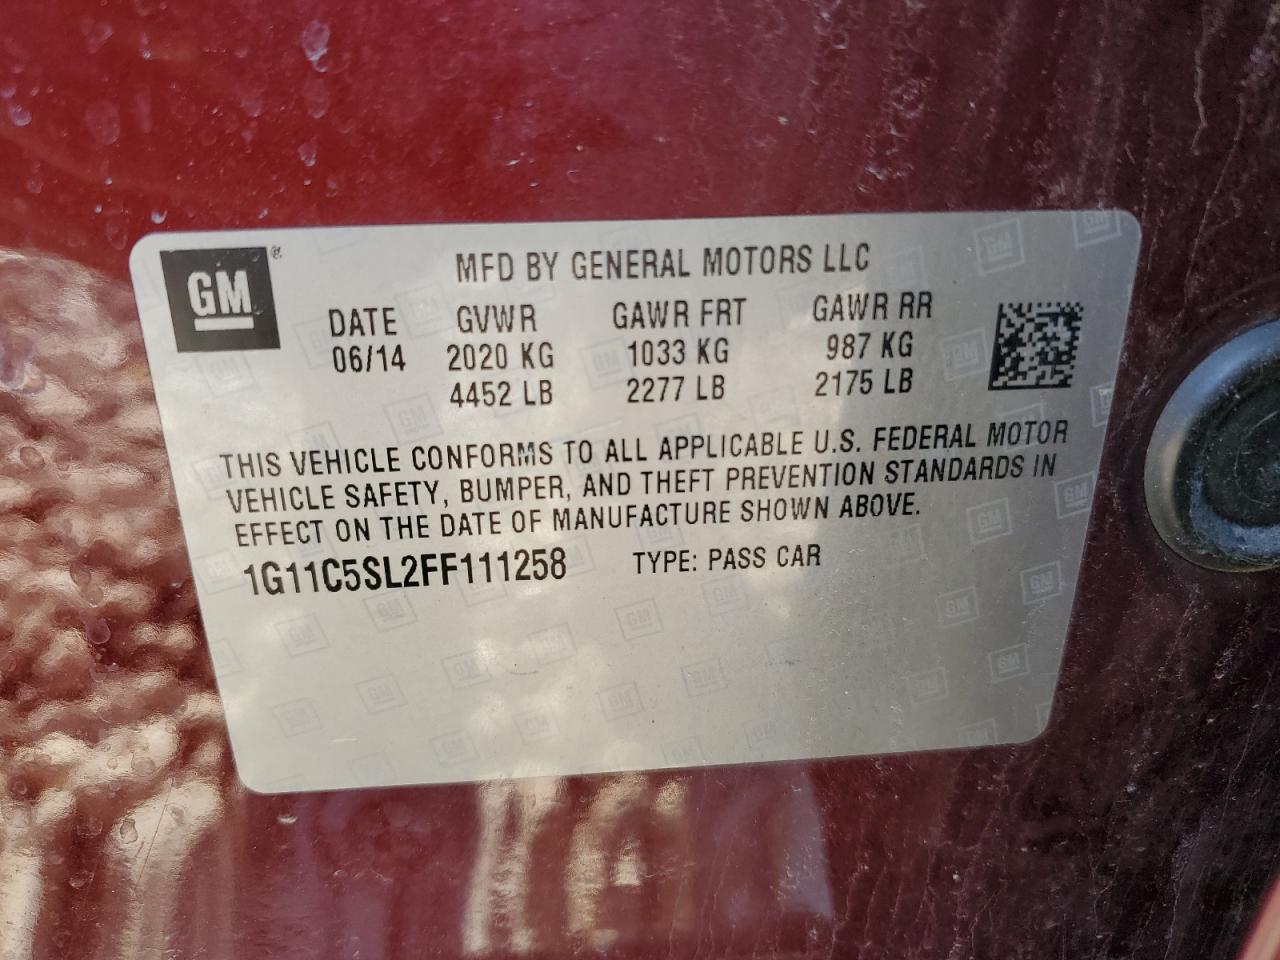 GM®
MFD BY GENERAL MOTORS LLC
DATE GVWR GAWR FRT GAWR RR
06/14 2020 KG 1033 KG 987 KG
4452 LB 2277 LB 2175 LB
THIS VEHICLE CONFORMS TO ALL APPLICABLE U.S. FEDERAL MOTOR
VEHICLE SAFETY, BUMPER, AND THEFT PREVENTION STANDARDS IN
EFFECT ON THE DATE OF MANUFACTURE SHOWN ABOVE.
1G11C5SL2FF111258 TYPE: PASS CAR